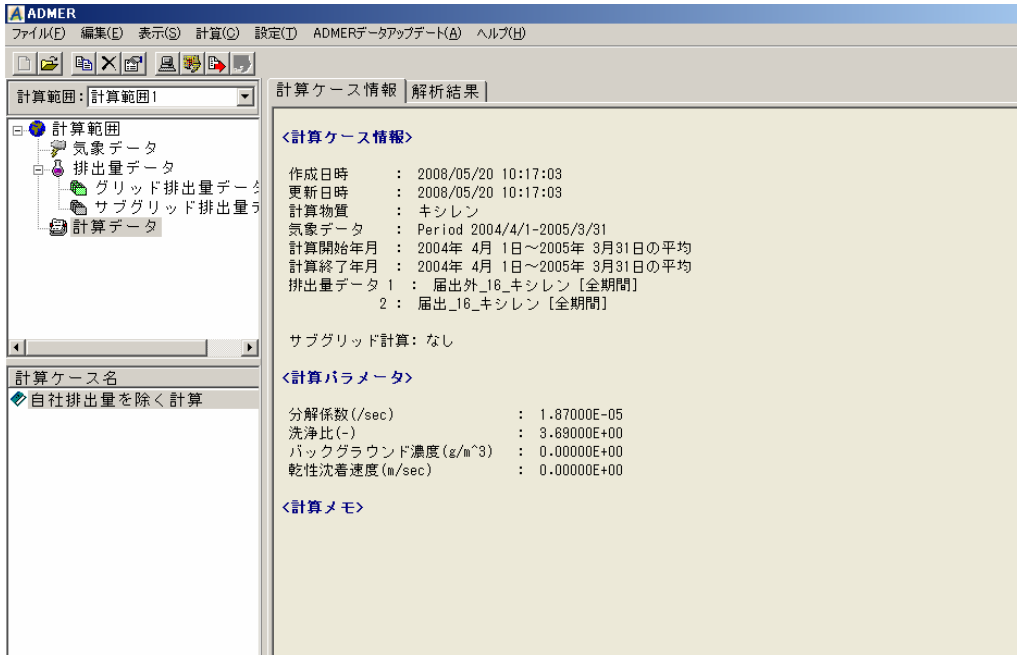 ADMER
ファイル(F) 編集(E) 表示(S) 計算(C) 設定(T) ADMERデータアップデート(A) ヘルプ(H)
計算範囲: 計算範囲1
計算範囲
気象データ
排出量データ
グリッド排出量データ
サブグリッド排出量デ
計算データ
計算ケース名
自社排出量を除く計算
計算ケース情報 解析結果
<計算ケース情報>
作成日時 : 2008/05/20 10:17:03
更新日時 : 2008/05/20 10:17:03
計算物質 : キシレン
気象データ : Period 2004/4/1-2005/3/31
計算開始年月 : 2004年 4月 1日~2005年 3月31日の平均
計算終了年月 : 2004年 4月 1日~2005年 3月31日の平均
排出量データ 1 : 届出外_16_キシレン [全期間]
2 : 届出_16_キシレン [全期間]
サブグリッド計算: なし
<計算パラメータ>
分解係数(/sec) : 1.87000E-05
洗浄比(-) : 3.69000E+00
バックグラウンド濃度(g/m^3) : 0.00000E+00
乾性沈着速度(m/sec) : 0.00000E+00
<計算メモ>